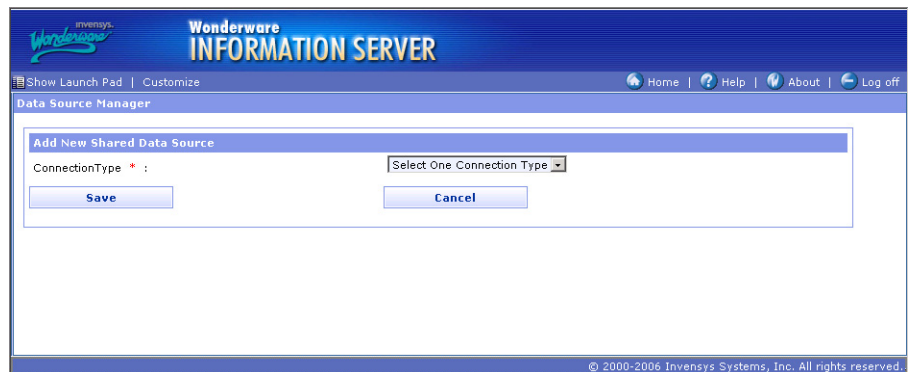 invensys.
Wonderware
Wonderware
INFORMATION SERVER
Show Launch Pad | Customize
Home | Help | About | Log off
Data Source Manager
Add New Shared Data Source
ConnectionType * :
Select One Connection Type
Save
Cancel
© 2000-2006 Invensys Systems, Inc. All rights reserved.